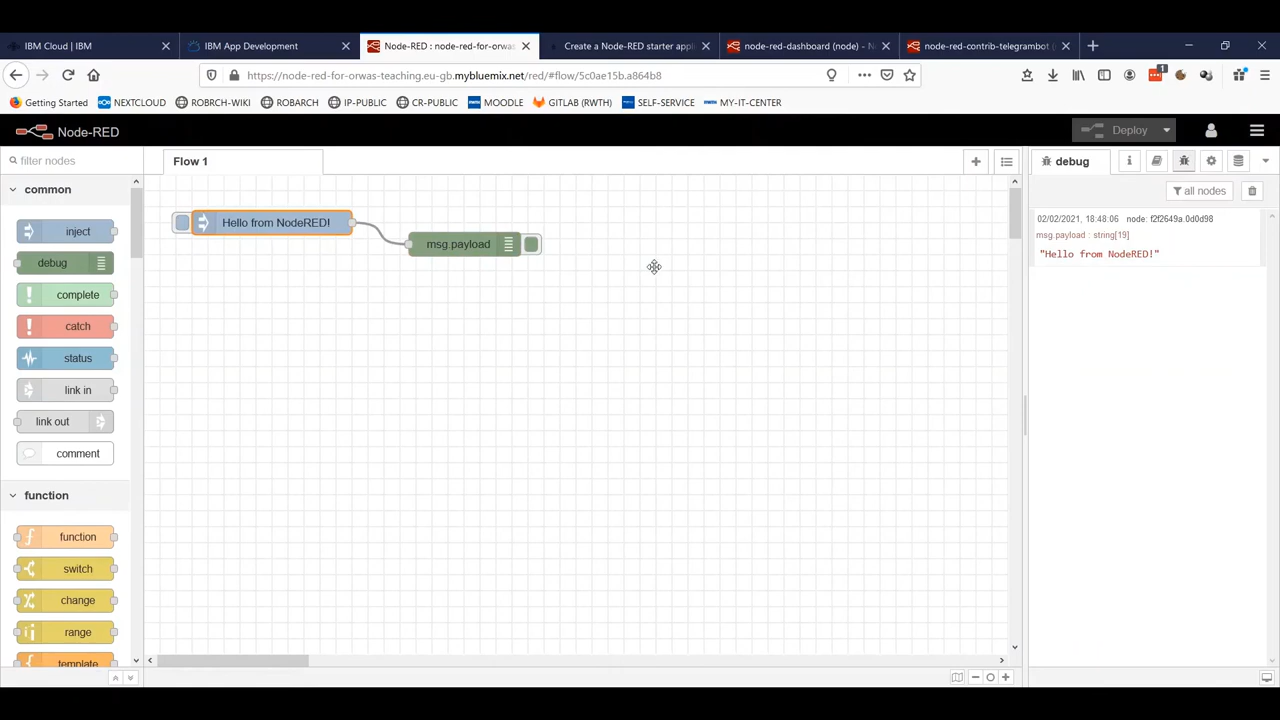 IBM Cloud | IBM
IBM App Development
Node-RED : node-red-for-orwas-
Create a Node-RED starter appl
node-red-dashboard (node) - N
node-red-contrib-telegrambot (
https://node-red-for-orwas-teaching.eu-gb.mybluemix.net/red/#flow/5c0ae15b.a864b8
1
Getting Started
NEXTCLOUD
ROBRCH-WIKI
ROBARCH
IP-PUBLIC
CR-PUBLIC
MOODLE
GITLAB (RWTH)
SELF-SERVICE
MY-IT-CENTER
Node-RED
Deploy
filter nodes
Flow 1
debug
all nodes
common
inject
debug
complete
catch
status
link in
link out
comment
function
function
switch
change
range
template
Hello from NodeRED!
msg.payload
02/02/2021, 18:48:06 node: f2f2649a.0d0d98
msg.payload : string[19]
"Hello from NodeRED!"